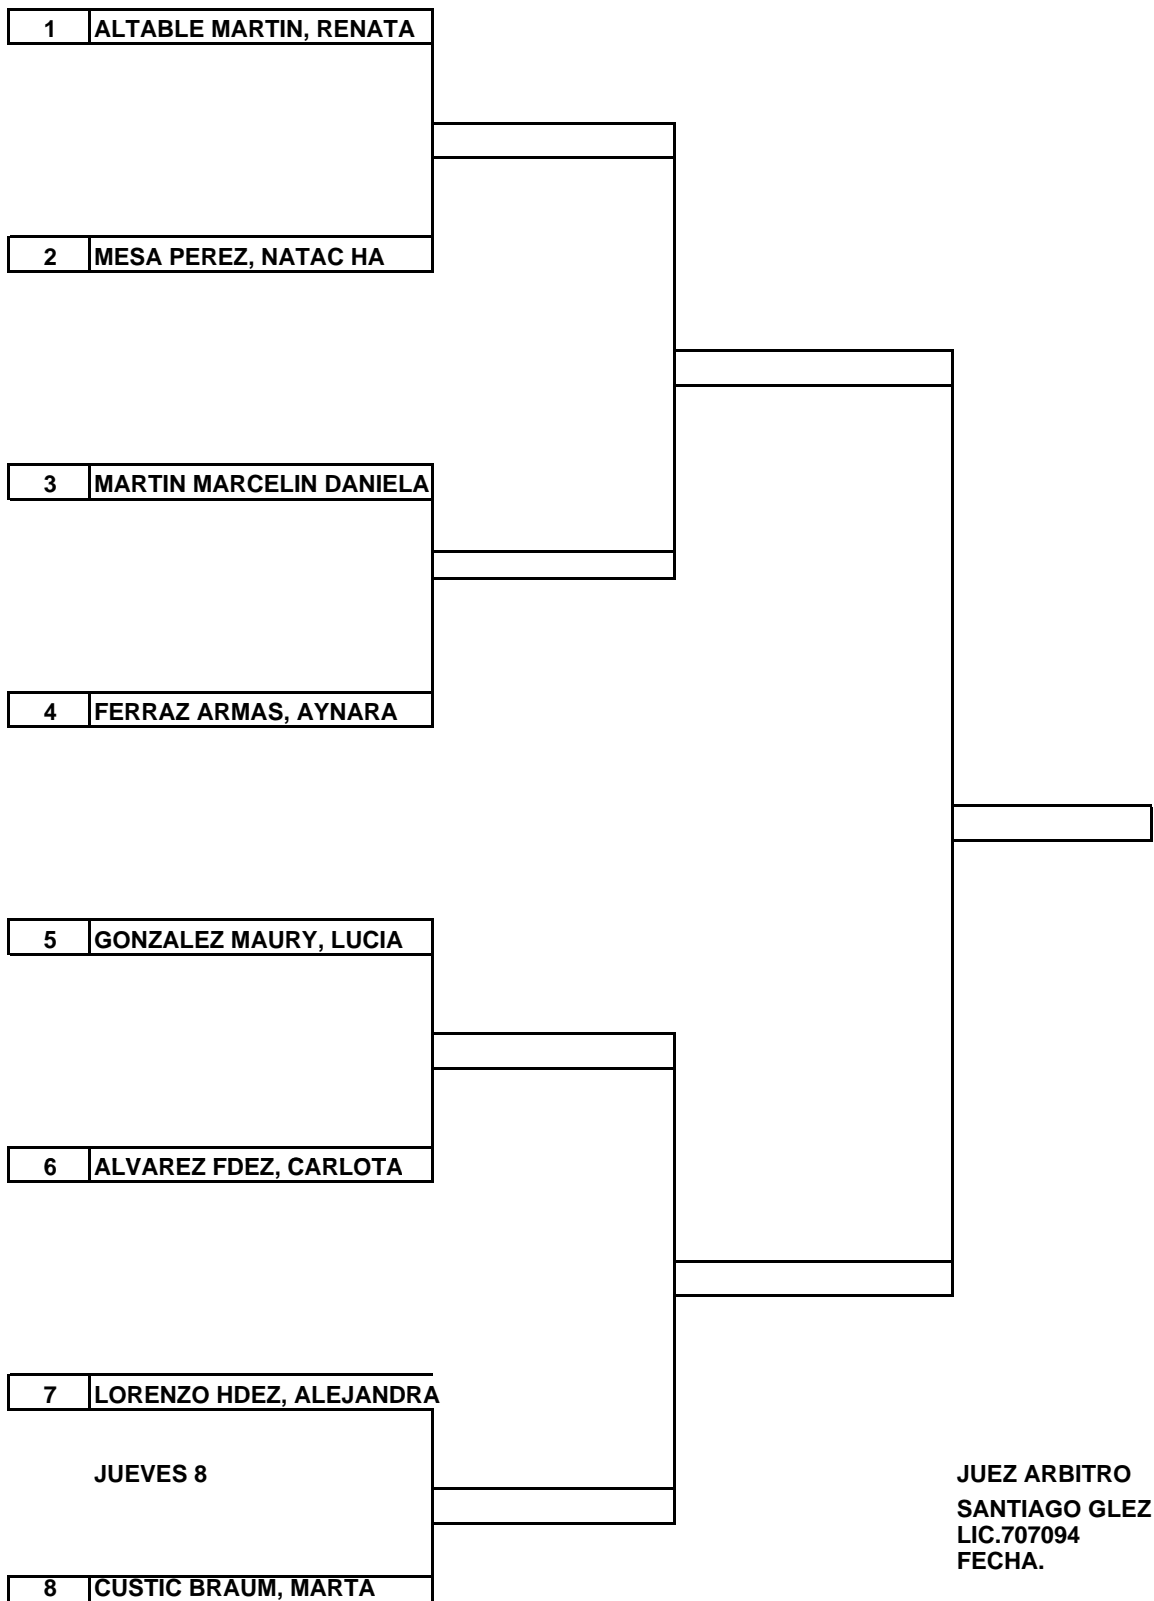 1 ALTABLE MARTIN, RENATA
2 MESA PEREZ, NATAC HA
3 MARTIN MARCELIN DANIELA
4 FERRAZ ARMAS, AYNARA
5 GONZALEZ MAURY, LUCIA
6 ALVAREZ FDEZ, CARLOTA
7 LORENZO HDEZ, ALEJANDRA
JUEVES 8
8 CUSTIC BRAUM, MARTA
JUEZ ARBITRO
SANTIAGO GLEZ
LIC.707094
FECHA.